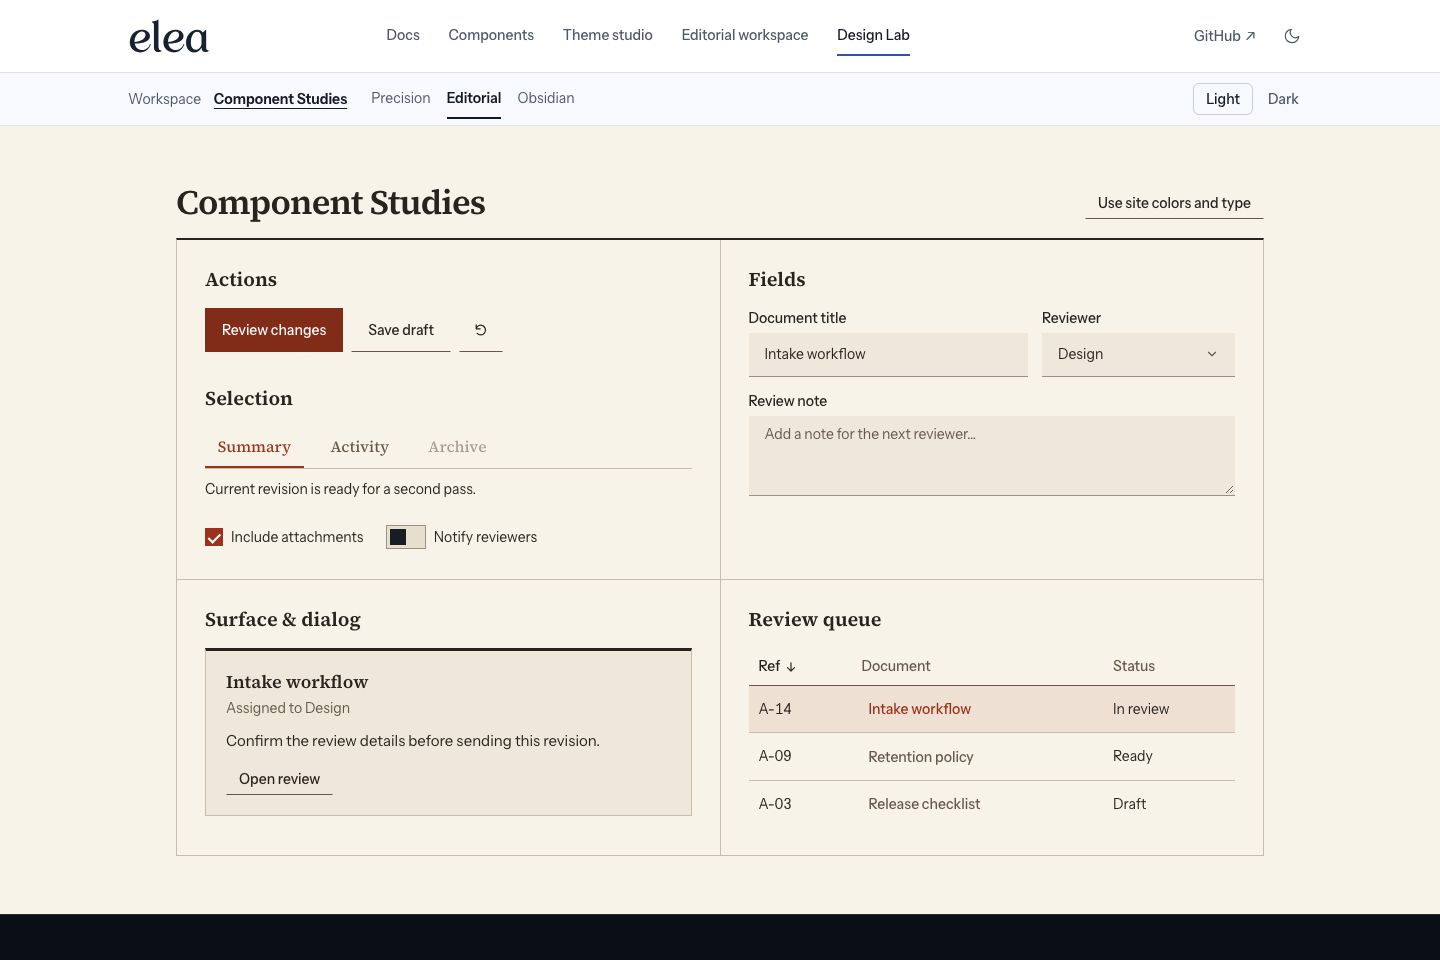 elea
Docs Components Theme studio Editorial workspace Design Lab
GitHub ↗
Workspace Component Studies Precision Editorial Obsidian
Light Dark
Component Studies
Use site colors and type
Actions
Review changes Save draft
Selection
Summary Activity Archive
Current revision is ready for a second pass.
Include attachments Notify reviewers
Fields
Document title Reviewer
Intake workflow Design
Review note
Add a note for the next reviewer...
Surface & dialog
Intake workflow
Assigned to Design
Confirm the review details before sending this revision.
Open review
Review queue
Ref ↓ Document Status
A-14 Intake workflow In review
A-09 Retention policy Ready
A-03 Release checklist Draft